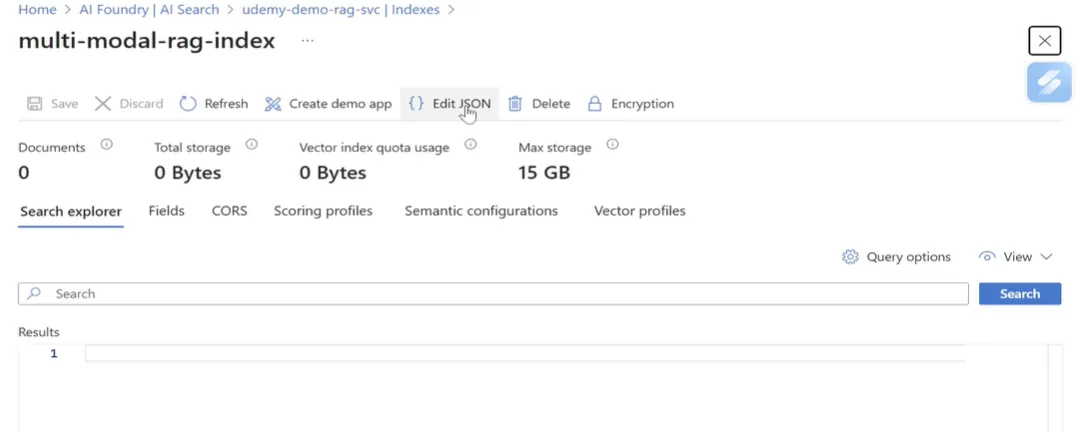 Home > AI Foundry | AI Search > udemy-demo-rag-svc | Indexes >
multi-modal-rag-index ...
Save Discard Refresh Create demo app {} Edit JSON Delete Encryption
Documents Total storage Vector index quota usage Max storage
0 0 Bytes 0 Bytes 15 GB
Search explorer Fields CORS Scoring profiles Semantic configurations Vector profiles
Query options View
Search Search
Results
1